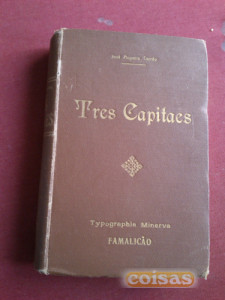 Tres Capitaes
Typographia Minerva
FAMALICÃO
coisas